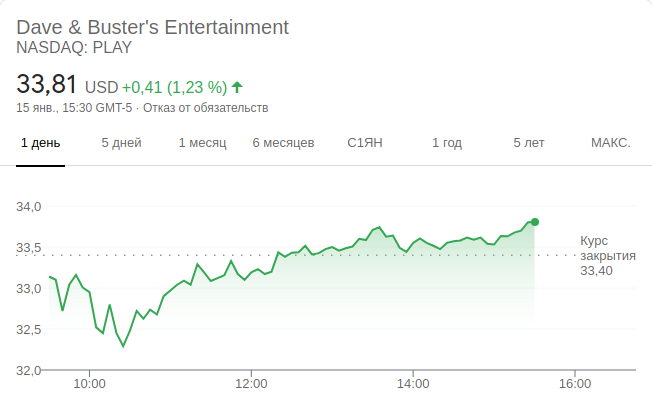 Dave & Buster's Entertainment
NASDAQ: PLAY
33,81 USD +0,41 (1,23 %)
15 янв., 15:30 GMT-5 · Отказ от обязательств
1 день 5 дней 1 месяц 6 месяцев С1ЯН 1 год 5 лет МАКС.
34,0
33,5
Курс
закрытия
33,40
33,0
32,5
32,0
10:00 12:00 14:00 16:00